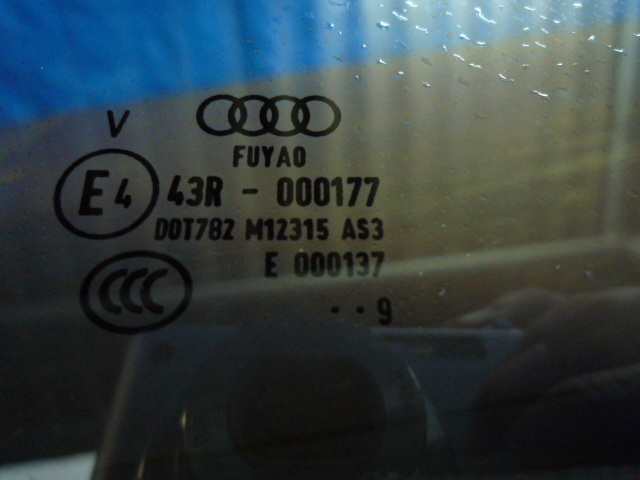 V
FUYAO
E4 43R - 000177
DOT782 M12315 AS3
E 000137
CCC
· · 9